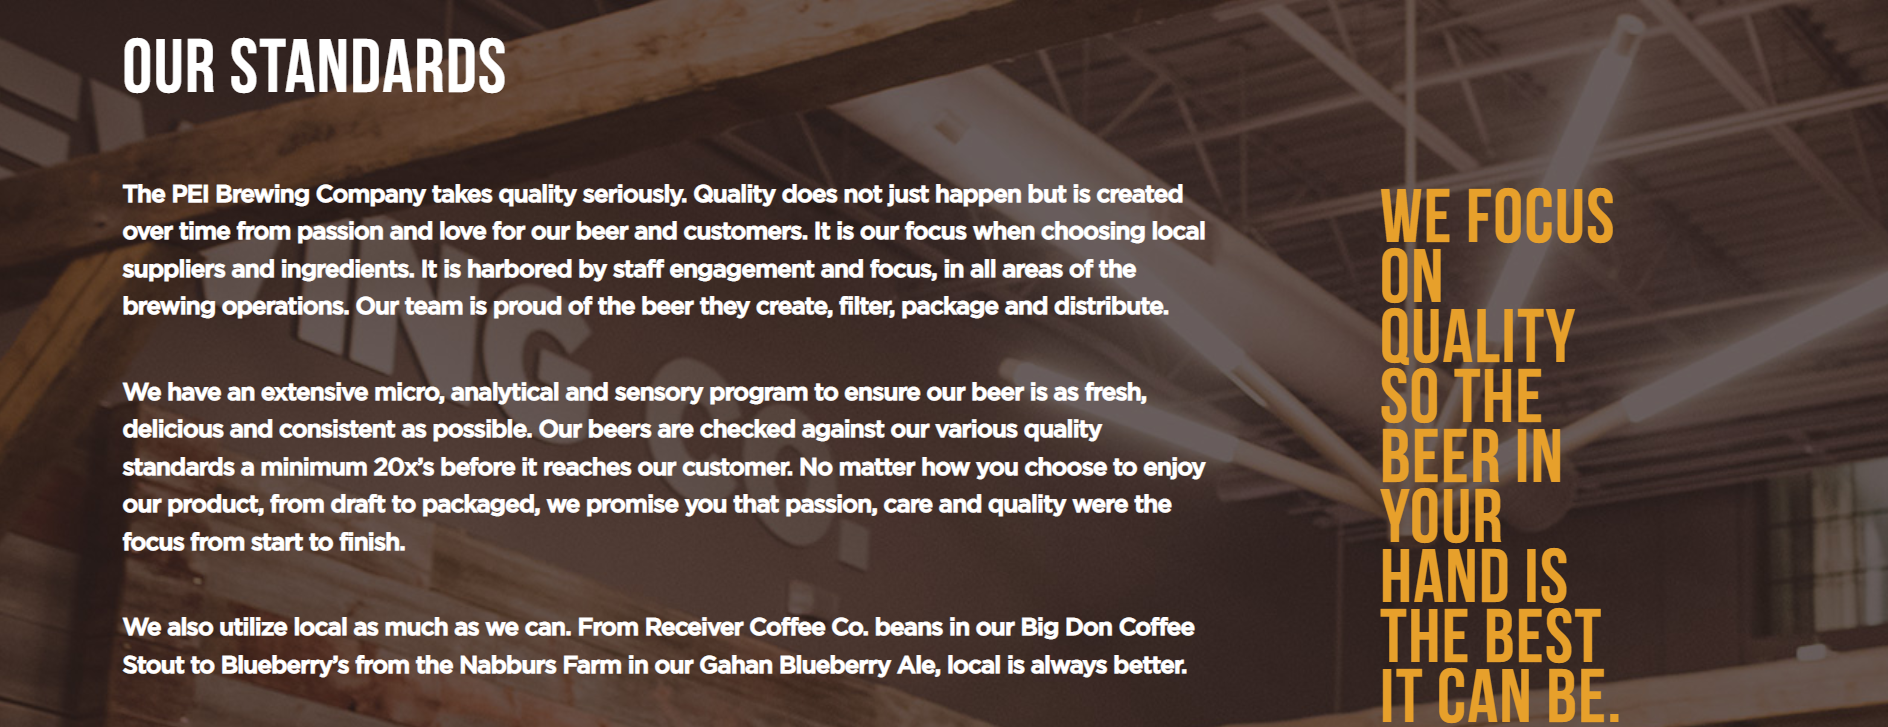 OUR STANDARDS
The PEI Brewing Company takes quality seriously. Quality does not just happen but is created
over time from passion and love for our beer and customers. It is our focus when choosing local
suppliers and ingredients. It is harbored by staff engagement and focus, in all areas of the
brewing operations. Our team is proud of the beer they create, filter, package and distribute.
We have an extensive micro, analytical and sensory program to ensure our beer is as fresh,
delicious and consistent as possible. Our beers are checked against our various quality
standards a minimum 20x’s before it reaches our customer. No matter how you choose to enjoy
our product, from draft to packaged, we promise you that passion, care and quality were the
focus from start to finish.
We also utilize local as much as we can. From Receiver Coffee Co. beans in our Big Don Coffee
Stout to Blueberry’s from the Nabburs Farm in our Gahan Blueberry Ale, local is always better.
WE FOCUS
ON
QUALITY
SO THE
BEER IN
YOUR
HAND IS
THE BEST
IT CAN BE.
ING CO.